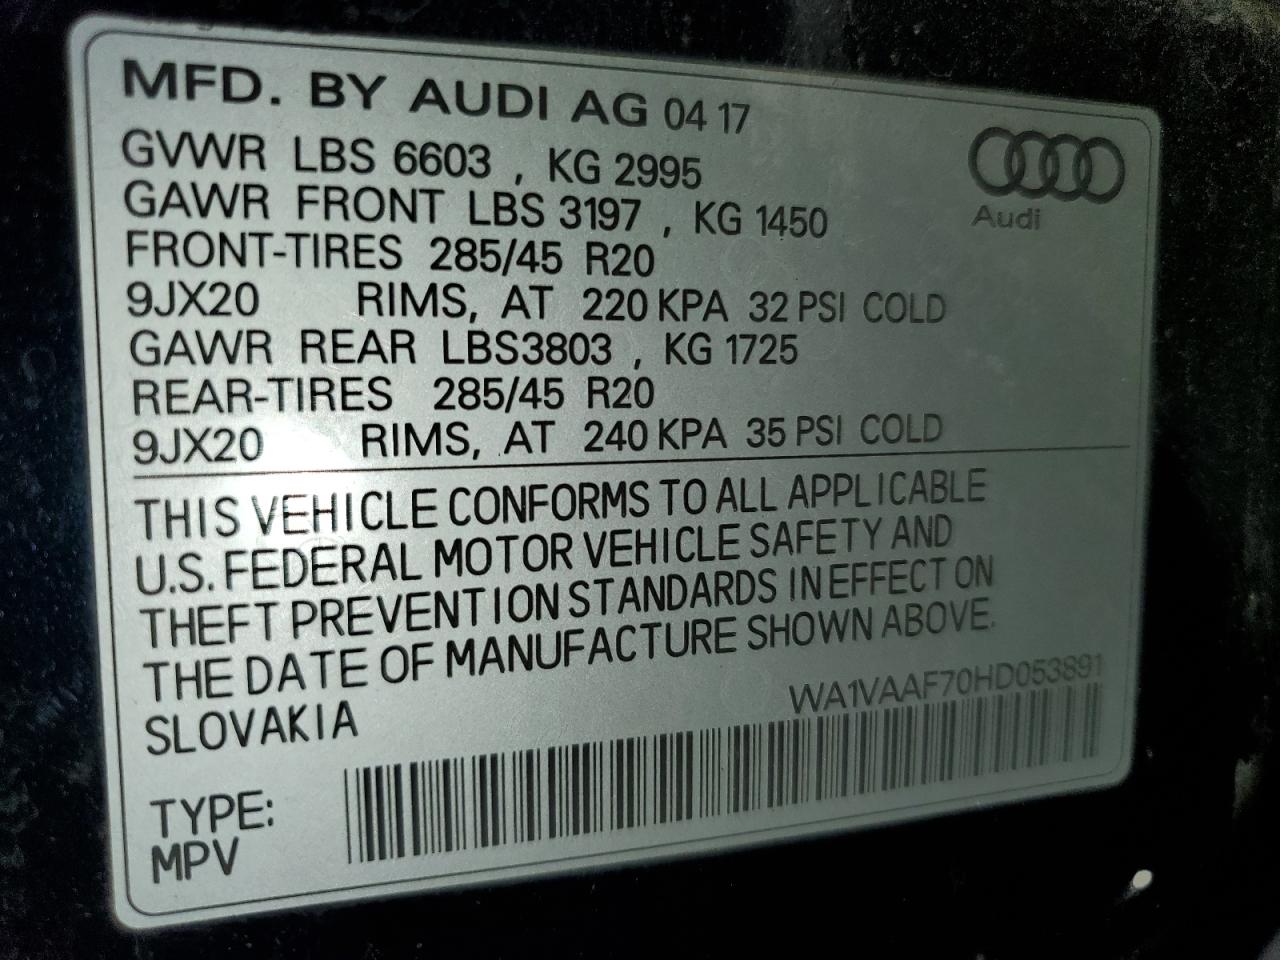 MFD. BY AUDI AG 04 17
GVWR LBS 6603 , KG 2995
GAWR FRONT LBS 3197 , KG 1450
FRONT-TIRES 285/45 R20
9JX20 RIMS, AT 220 KPA 32 PSI COLD
GAWR REAR LBS3803 , KG 1725
REAR-TIRES 285/45 R20
9JX20 RIMS, AT 240 KPA 35 PSI COLD
Audi
THIS VEHICLE CONFORMS TO ALL APPLICABLE
U.S. FEDERAL MOTOR VEHICLE SAFETY AND
THEFT PREVENTION STANDARDS IN EFFECT ON
THE DATE OF MANUFACTURE SHOWN ABOVE.
SLOVAKIA
WA1VAAF70HD053891
TYPE:
MPV